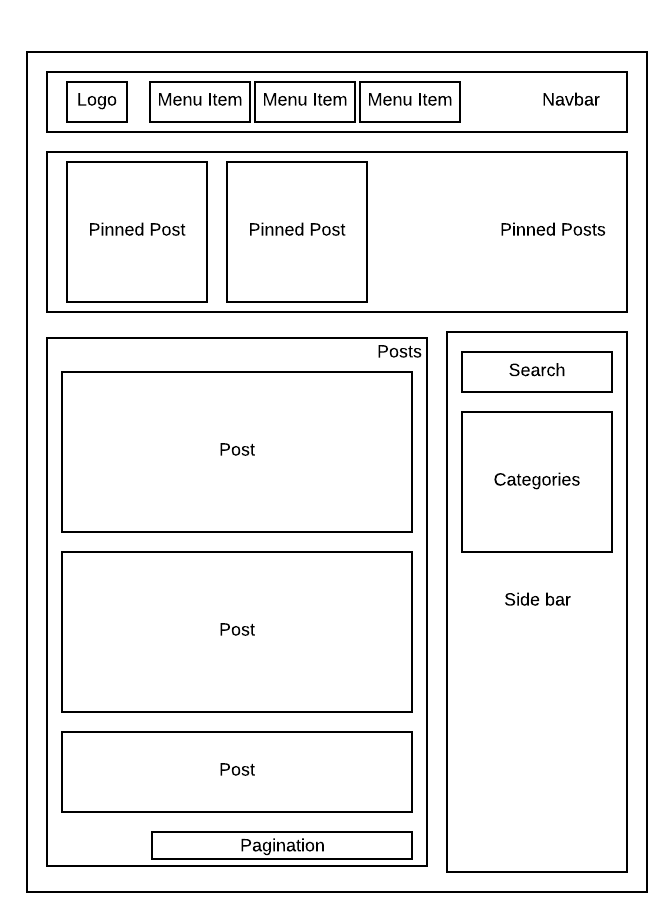 Logo
Menu Item
Menu Item
Menu Item
Navbar
Pinned Post
Pinned Post
Pinned Posts
Posts
Post
Post
Post
Pagination
Search
Categories
Side bar